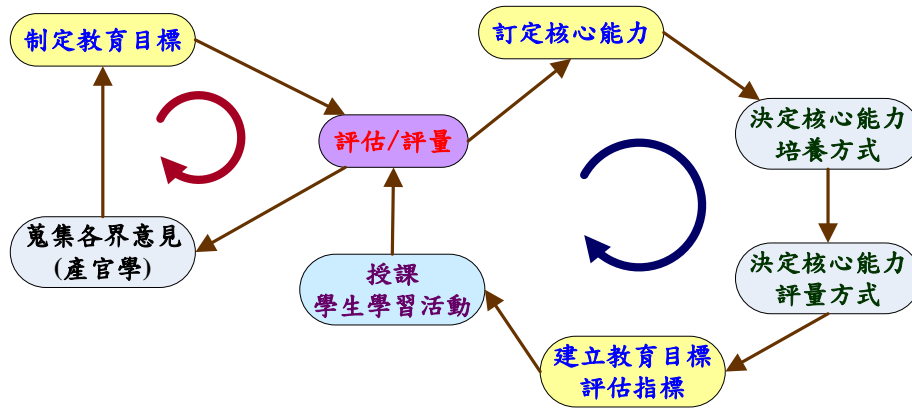 制定教育目標
訂定核心能力
評估/評量
決定核心能力
培養方式
蒐集各界意見
(產官學)
授課
學生學習活動
決定核心能力
評量方式
建立教育目標
評估指標